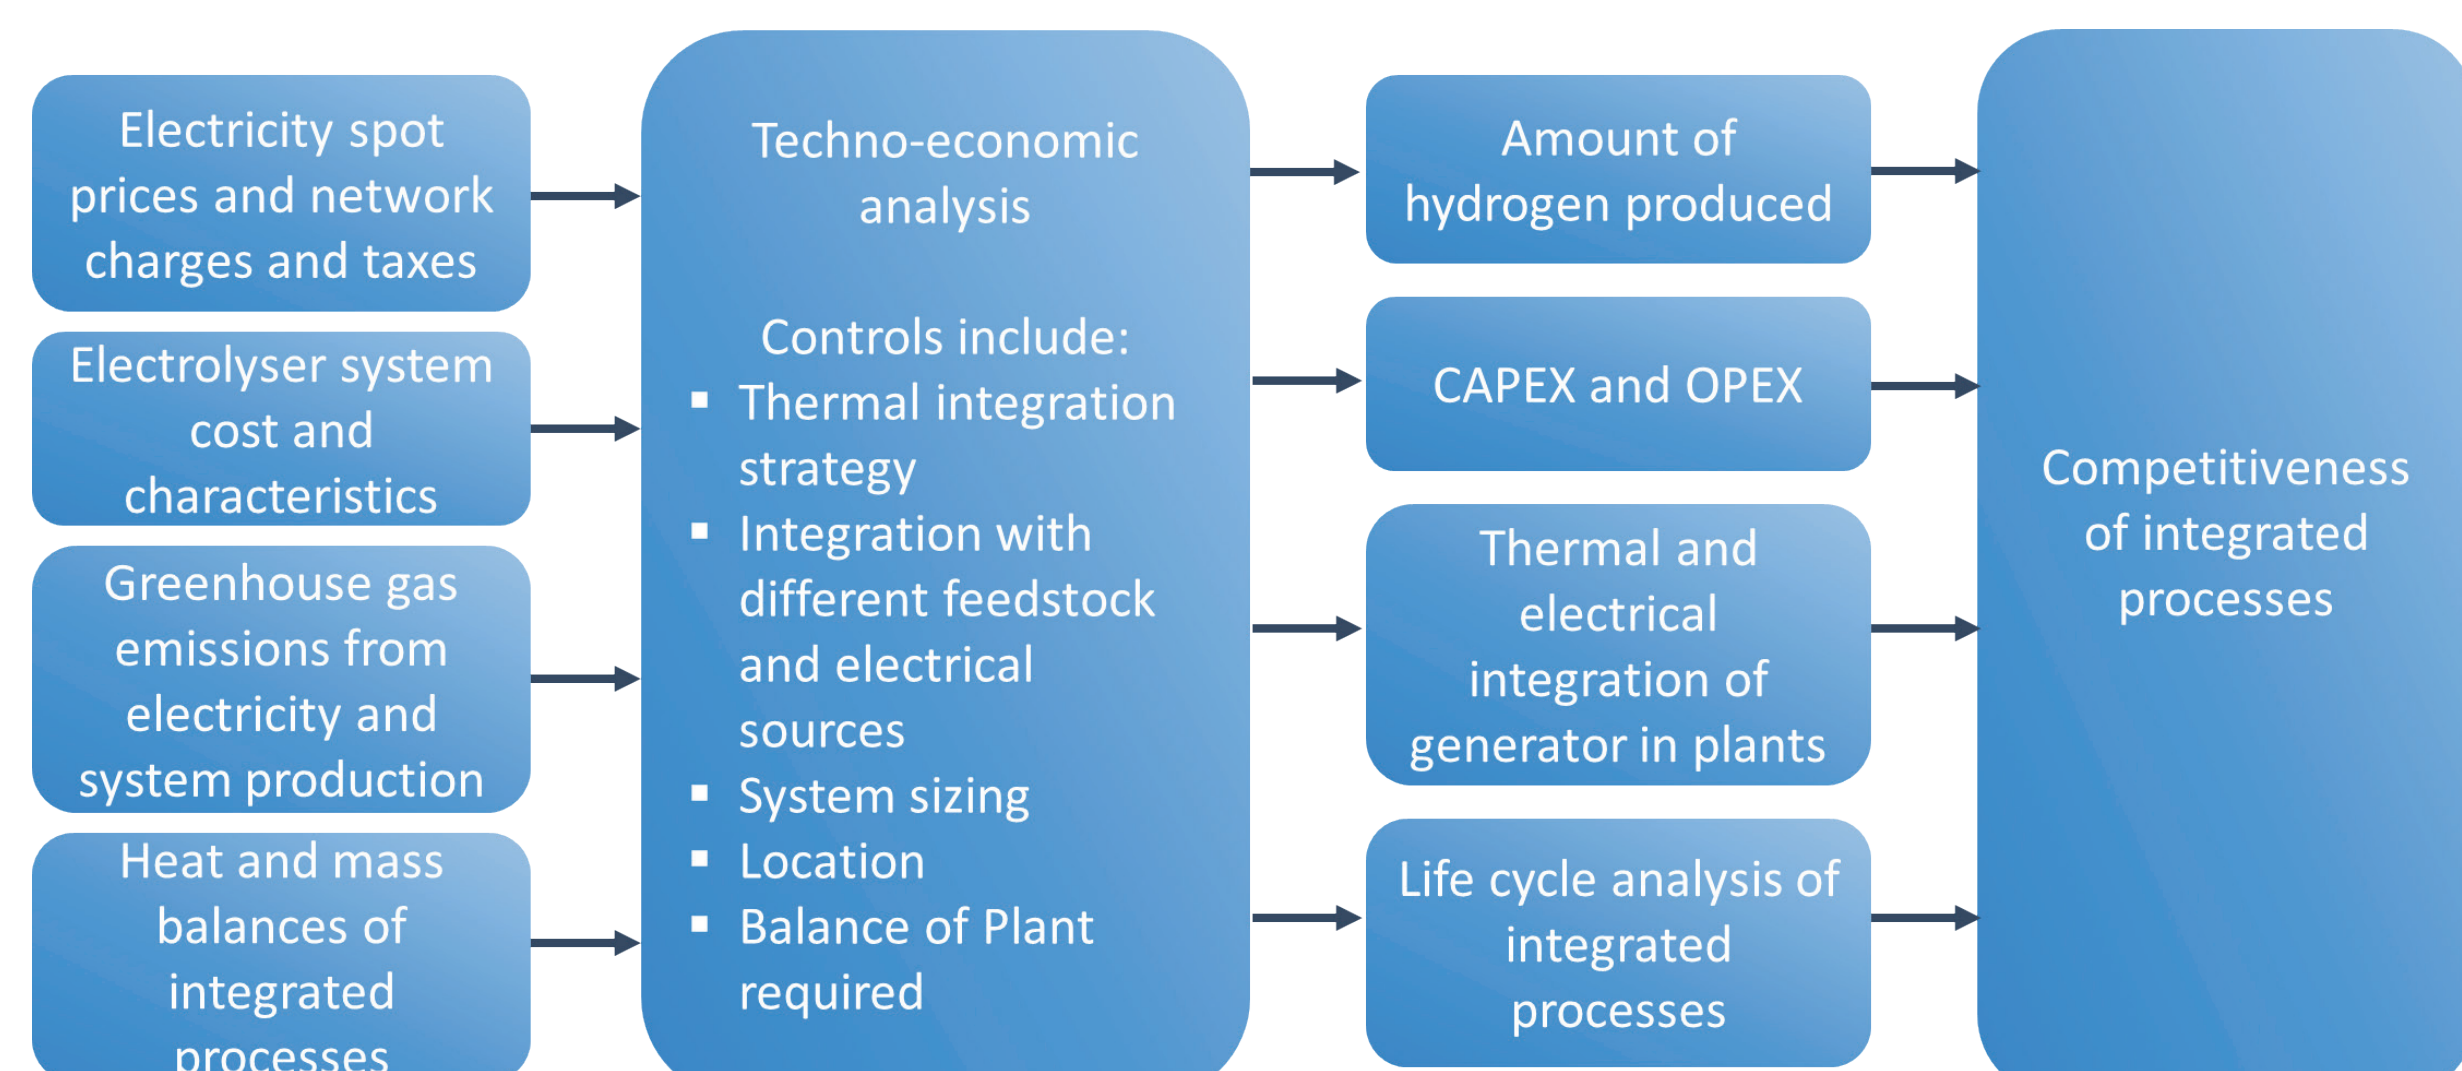 Electricity spot
prices and network
charges and taxes
Electrolyser system
cost and
characteristics
Greenhouse gas
emissions from
electricity and
system production
Heat and mass
balances of
integrated
processes
Techno-economic
analysis
Controls include:
▪ Thermal integration
strategy
▪ Integration with
different feedstock
and electrical
sources
▪ System sizing
▪ Location
▪ Balance of Plant
required
Amount of
hydrogen produced
CAPEX and OPEX
Thermal and
electrical
integration of
generator in plants
Life cycle analysis of
integrated
processes
Competitiveness
of integrated
processes